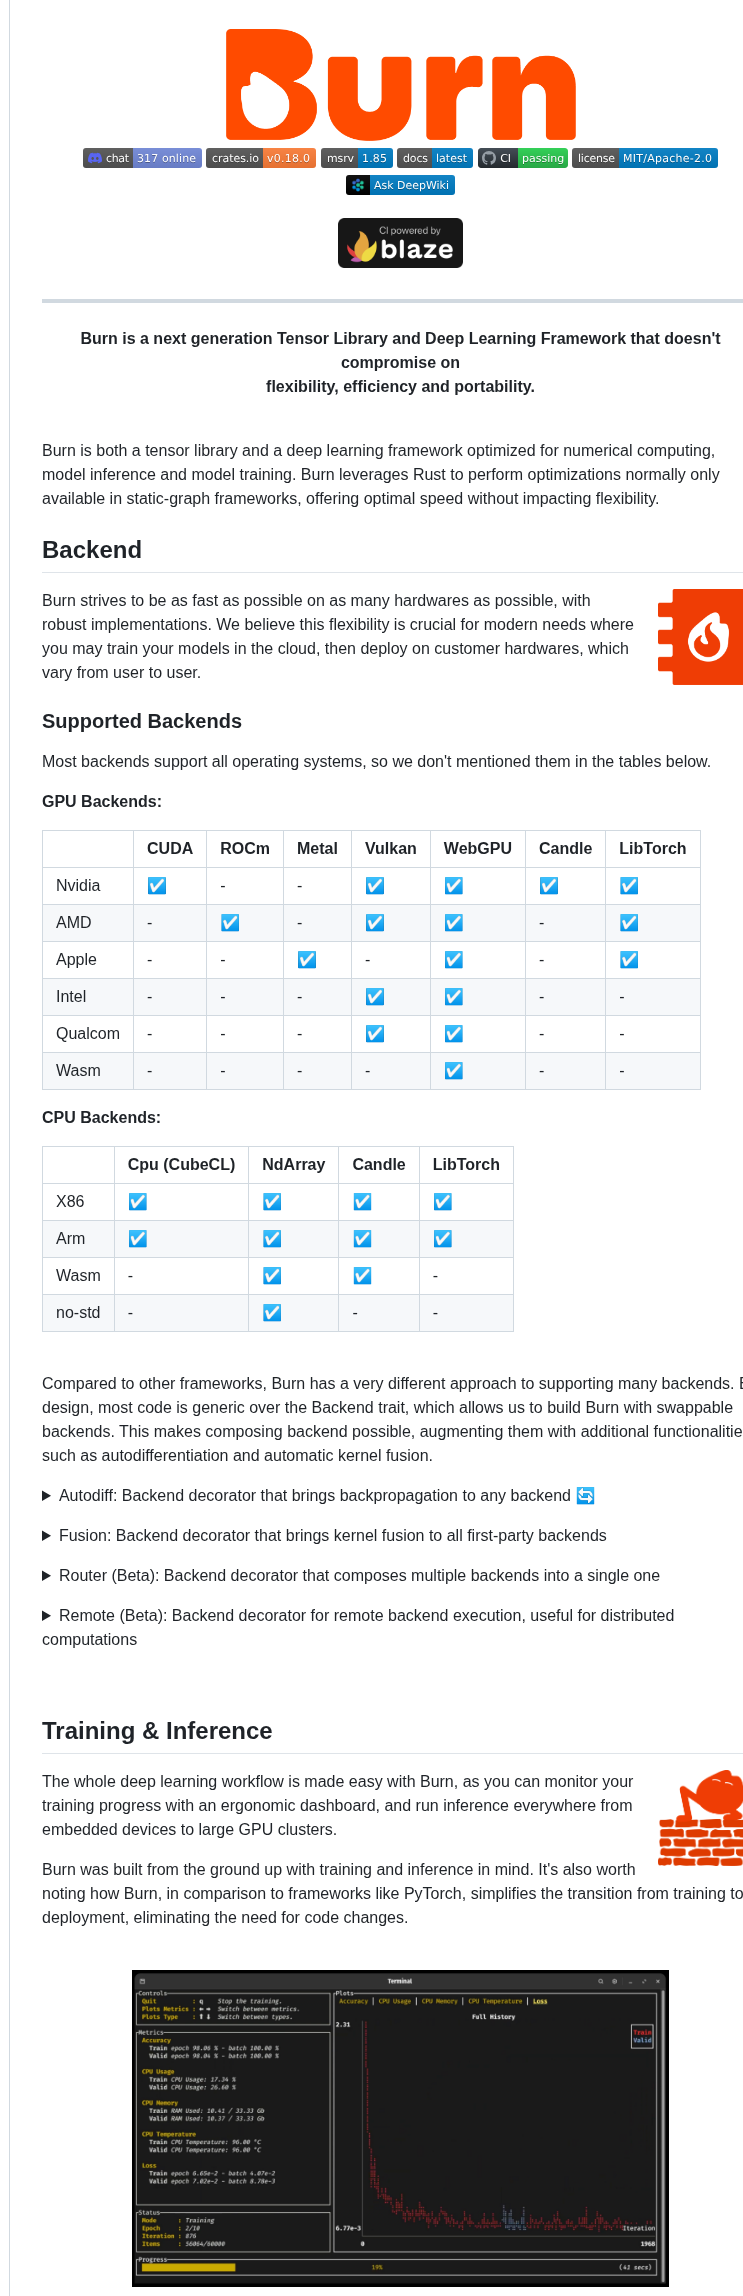 Burn
chat 317 online crates.io v0.18.0 msrv 1.85 docs latest CI passing license MIT/Apache-2.0
Ask DeepWiki
CI powered by
blaze
Burn is a next generation Tensor Library and Deep Learning Framework that doesn't
compromise on
flexibility, efficiency and portability.
Burn is both a tensor library and a deep learning framework optimized for numerical computing,
model inference and model training. Burn leverages Rust to perform optimizations normally only
available in static-graph frameworks, offering optimal speed without impacting flexibility.
Backend
Burn strives to be as fast as possible on as many hardwares as possible, with
robust implementations. We believe this flexibility is crucial for modern needs where
you may train your models in the cloud, then deploy on customer hardwares, which
vary from user to user.
Supported Backends
Most backends support all operating systems, so we don't mentioned them in the tables below.
GPU Backends:
CUDA ROCm Metal Vulkan WebGPU Candle LibTorch
Nvidia ☑️ - - ☑️ ☑️ ☑️ ☑️
AMD - ☑️ - ☑️ ☑️ - ☑️
Apple - - ☑️ - ☑️ - ☑️
Intel - - - ☑️ ☑️ - -
Qualcom - - - ☑️ ☑️ - -
Wasm - - - - ☑️ - -
CPU Backends:
Cpu (CubeCL) NdArray Candle LibTorch
X86 ☑️ ☑️ ☑️ ☑️
Arm ☑️ ☑️ ☑️ ☑️
Wasm - ☑️ ☑️ -
no-std - ☑️ - -
Compared to other frameworks, Burn has a very different approach to supporting many backends.
design, most code is generic over the Backend trait, which allows us to build Burn with swappable
backends. This makes composing backend possible, augmenting them with additional functionalitie
such as autodifferentiation and automatic kernel fusion.
▶ Autodiff: Backend decorator that brings backpropagation to any backend 🔄
▶ Fusion: Backend decorator that brings kernel fusion to all first-party backends
▶ Router (Beta): Backend decorator that composes multiple backends into a single one
▶ Remote (Beta): Backend decorator for remote backend execution, useful for distributed
computations
Training & Inference
The whole deep learning workflow is made easy with Burn, as you can monitor your
training progress with an ergonomic dashboard, and run inference everywhere from
embedded devices to large GPU clusters.
Burn was built from the ground up with training and inference in mind. It's also worth
noting how Burn, in comparison to frameworks like PyTorch, simplifies the transition from training to
deployment, eliminating the need for code changes.
Terminal
Controls
Quit : q Stop the training.
Plots Metrics : ⬅ ➡ Switch between metrics.
Plots Type : ⬆ ⬇ Switch between types.
Metrics
Accuracy
Train epoch 98.06 % - batch 100.00 %
Valid epoch 98.04 % - batch 100.00 %
CPU Usage
Train CPU Usage: 17.34 %
Valid CPU Usage: 26.60 %
CPU Memory
Train RAM Used: 10.41 / 33.33 Gb
Valid RAM Used: 10.37 / 33.33 Gb
CPU Temperature
Train CPU Temperature: 96.00 °C
Valid CPU Temperature: 96.00 °C
Loss
Train epoch 6.65e-2 - batch 4.07e-2
Valid epoch 7.02e-2 - batch 8.78e-3
Status
Mode : Training
Epoch : 2/10
Iteration : 876
Items : 56064/60000
Plots
Accuracy | CPU Usage | CPU Memory | CPU Temperature | Loss
Full History
2.31
Train
Valid
6.77e-3
Iteration
0 1968
Progress
19% (41 secs)